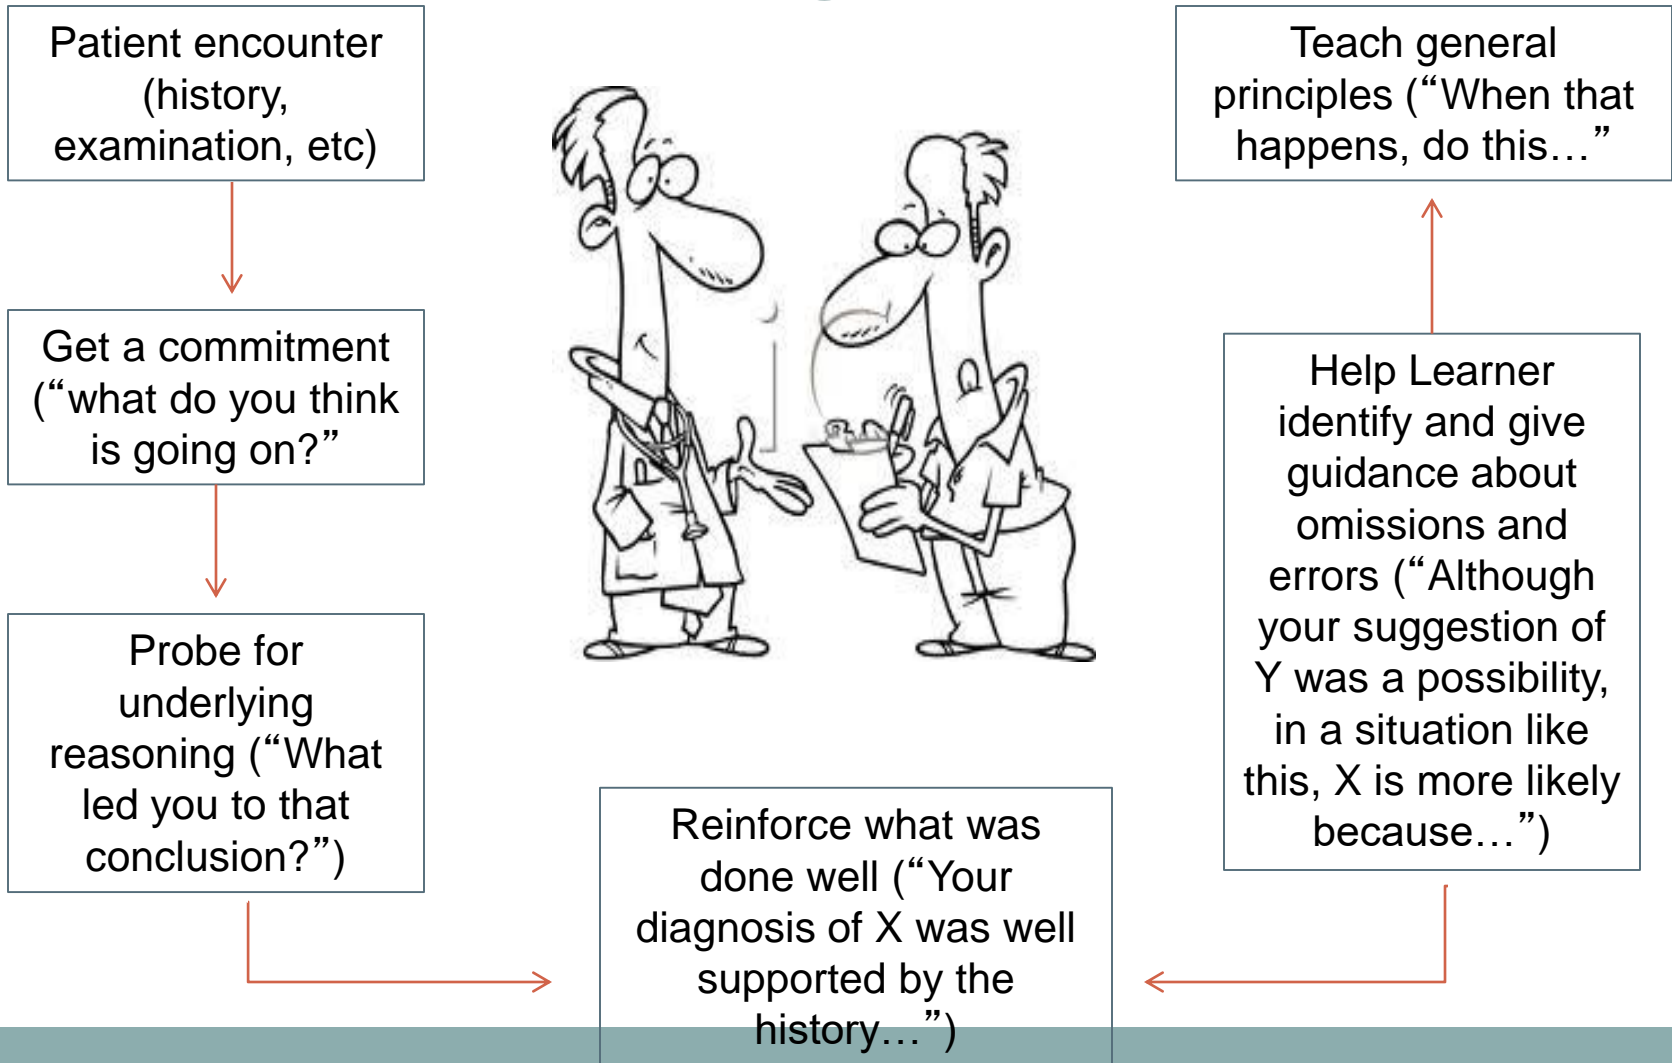 Patient encounter
(history,
examination, etc)
Get a commitment
(“what do you think
is going on?”
Probe for
underlying
reasoning (“What
led you to that
conclusion?”)
Reinforce what was
done well (“Your
diagnosis of X was well
supported by the
history…”)
Help Learner
identify and give
guidance about
omissions and
errors (“Although
your suggestion of
Y was a possibility,
in a situation like
this, X is more likely
because…”)
Teach general
principles (“When that
happens, do this…”